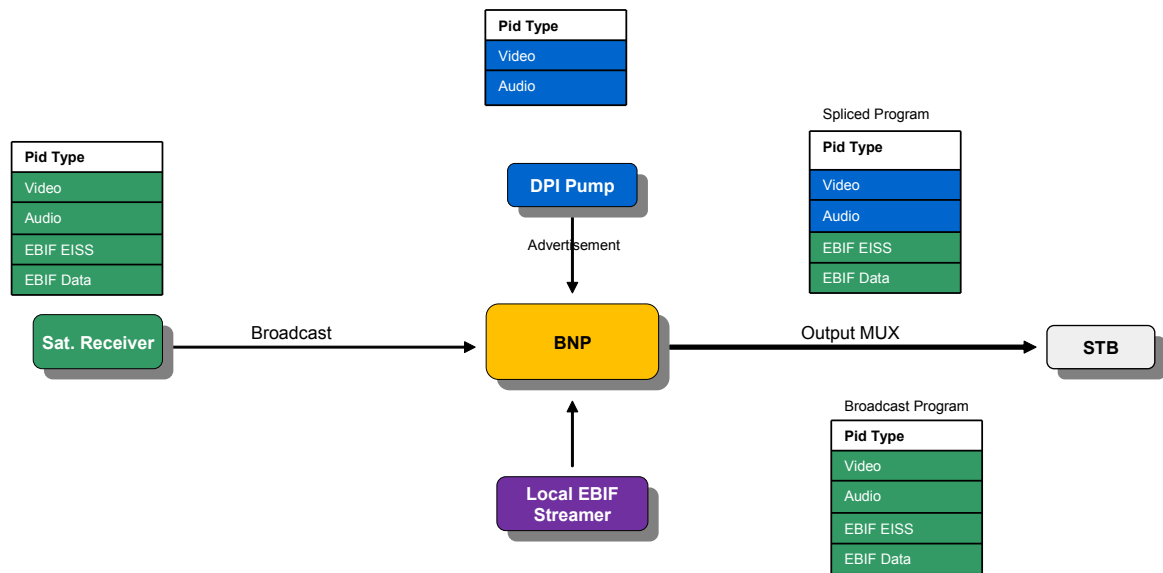 Pid Type
Video
Audio
Spliced Program
Pid Type
Video
Audio
EBIF EISS
EBIF Data
Pid Type
Video
Audio
EBIF EISS
EBIF Data
DPI Pump
Advertisement
Sat. Receiver
Broadcast
BNP
Output MUX
STB
Local EBIF
Streamer
Broadcast Program
Pid Type
Video
Audio
EBIF EISS
EBIF Data